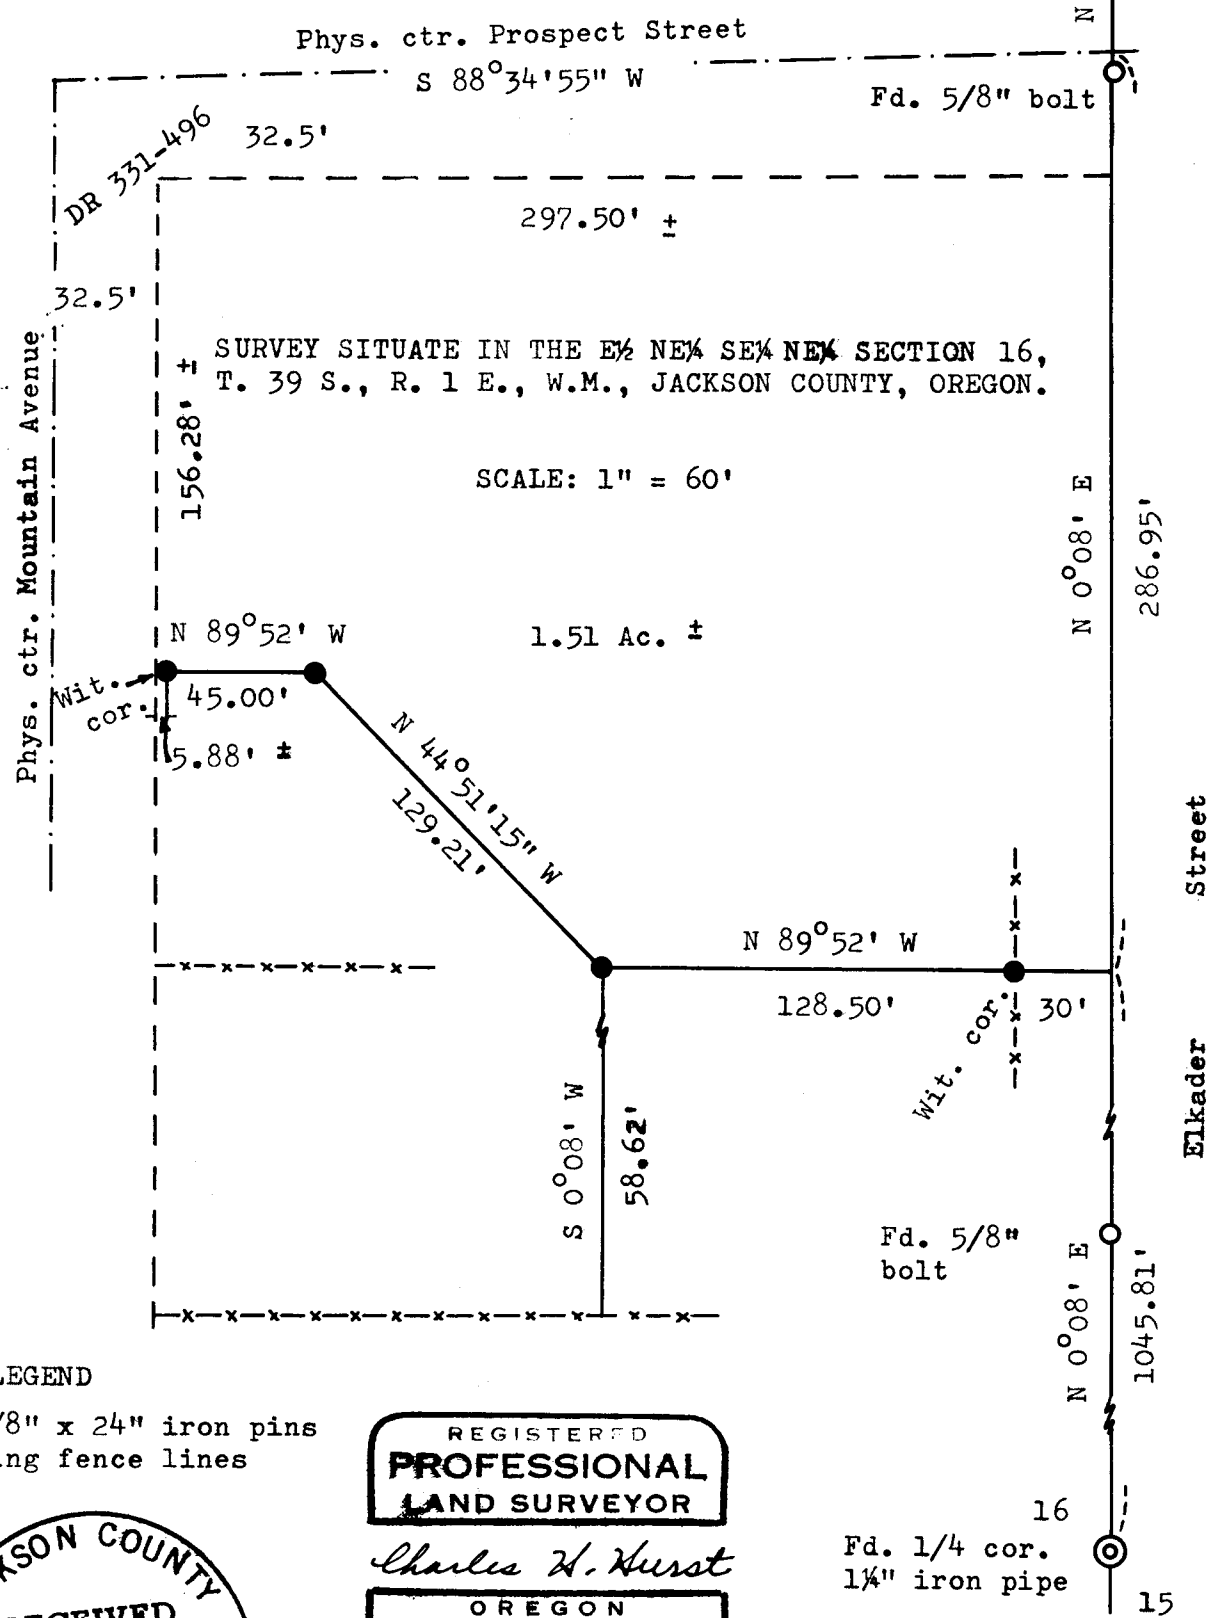 N
Phys. ctr. Prospect Street
S 88°34'55" W
Fd. 5/8" bolt
DR 331-496
32.5'
297.50' ±
32.5'
Phys. ctr. Mountain Avenue
156.28' ±
SURVEY SITUATE IN THE E½ NE¼ SE¼ NE¼ SECTION 16,
T. 39 S., R. 1 E., W.M., JACKSON COUNTY, OREGON.
SCALE: 1" = 60'
N 0°08' E
286.95'
N 89°52' W
1.51 Ac. ±
Wit.
cor.
45.00'
5.88' ±
N 44°51'15" W
129.21'
Elkader Street
N 89°52' W
128.50'
30'
Wit. cor.
S 0°08' W
58.62'
Fd. 5/8"
bolt
N 0°08' E
1045.81'
LEGEND
/8" x 24" iron pins
ng fence lines
REGISTERED
PROFESSIONAL
LAND SURVEYOR
Charles H. Hurst
OREGON
KSON COUNTY
ECEIVED
16
Fd. 1/4 cor.
1¼" iron pipe
15